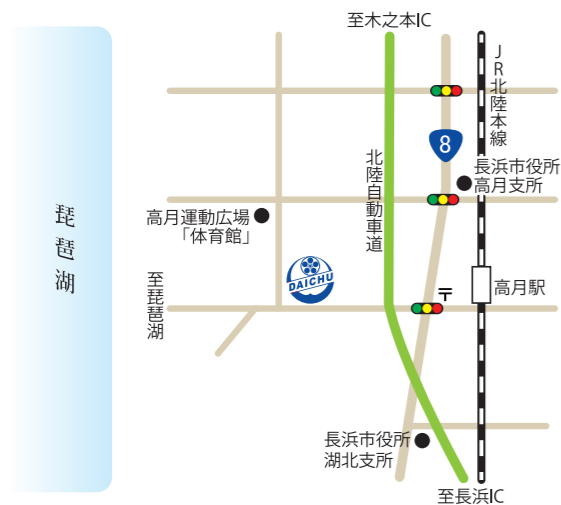 至木之本IC
JR北陸本線
8
長浜市役所
高月支所
北陸自動車道
琵琶湖
高月運動広場
「体育館」
DAICHU
至琵琶湖
〒
高月駅
長浜市役所
湖北支所
至長浜IC